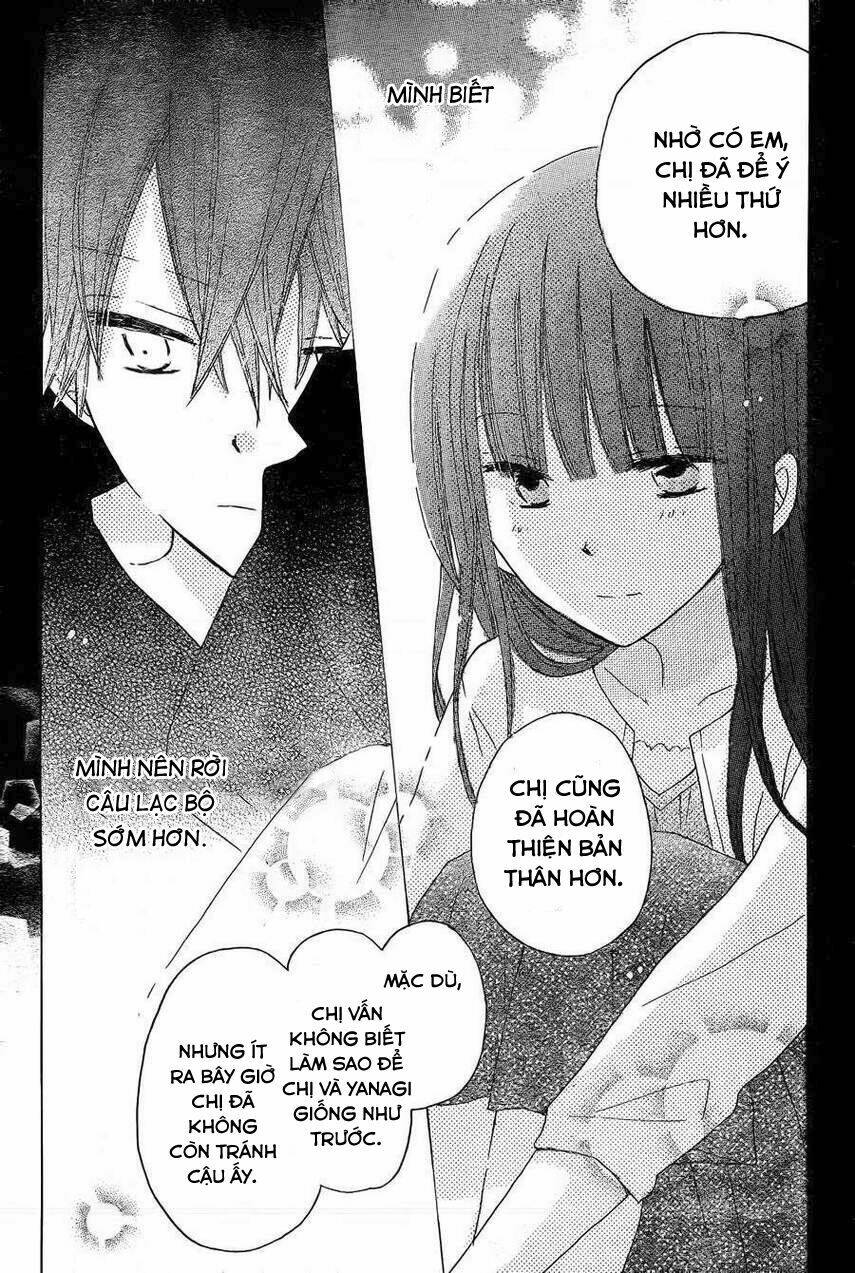 NHỜ CÓ EM,
CHỊ ĐÃ ĐỂ Ý
NHIỀU THỨ
HƠN.
MÌNH BIẾT
CHỊ CŨNG
ĐÃ HOÀN
THIỆN BẢN
THÂN HƠN.
MÌNH NÊN RỜI
CÂU LẠC BỘ
SỚM HƠN.
MẶC DÙ,
CHỊ VẤN
KHÔNG BIẾT
LÀM SAO ĐỂ
CHỊ VÀ YANAGI
GIỐNG NHƯ
TRƯỚC.
NHƯNG ÍT
RA BÂY GIỜ
CHỊ ĐÃ
KHÔNG
CÒN TRÁNH
CẬU ẤY.